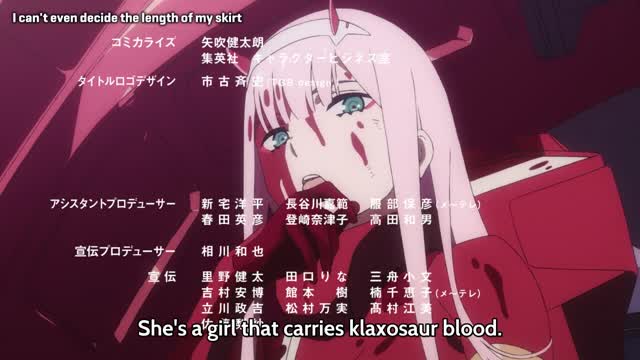 I can't even decide the length of my skirt
コミカライズ 矢吹健太朗
集英社 キャラクタービジネス室
タイトルロゴデザイン 市古斉史(TGB design)
アシスタントプロデューサー 新宅洋平 長谷川嘉範 服部保彦(メ〜テレ)
春田英彦 登崎奈津子 高田和男
宣伝プロデューサー 相川和也
宣伝 里野健太 田口りな 三舟小文
吉村安博 館本樹 楠千恵子(メ〜テレ)
立川政吉 松村万実 髙村江美
She's a girl that carries klaxosaur blood.